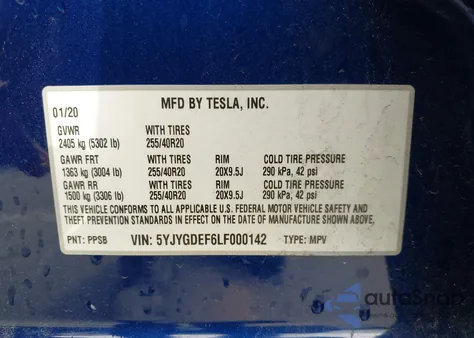 MFD BY TESLA, INC.
01/20
GVWR WITH TIRES
2405 kg (5302 lb) 255/40R20
GAWR FRT WITH TIRES RIM COLD TIRE PRESSURE
1363 kg (3004 lb) 255/40R20 20X9.5J 290 kPa, 42 psi
GAWR RR WITH TIRES RIM COLD TIRE PRESSURE
1500 kg (3306 lb) 255/40R20 20X9.5J 290 kPa, 42 psi
THIS VEHICLE CONFORMS TO ALL APPLICABLE U.S. FEDERAL MOTOR VEHICLE SAFETY AND
THEFT PREVENTION STANDARDS IN EFFECT ON THE DATE OF MANUFACTURE SHOWN ABOVE.
PNT: PPSB VIN: 5YJYGDEF6LF000142 TYPE: MPV
autoSnap